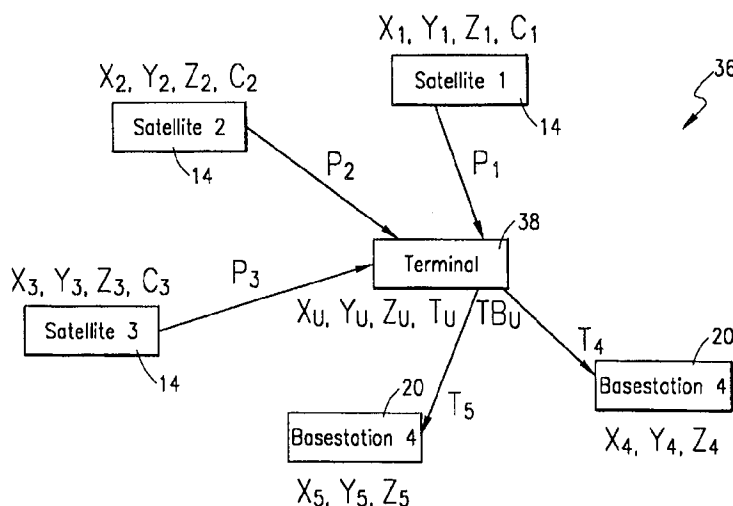 X1, Y1, Z1, C1
36
X2, Y2, Z2, C2
Satellite 1
Satellite 2
14
14
P1
P2
38
X3, Y3, Z3, C3
P3
Terminal
Satellite 3
XU, YU, ZU, TU TBU
14
T4
20
20
T5
Basestation 4
Basestation 4
X4, Y4, Z4
X5, Y5, Z5